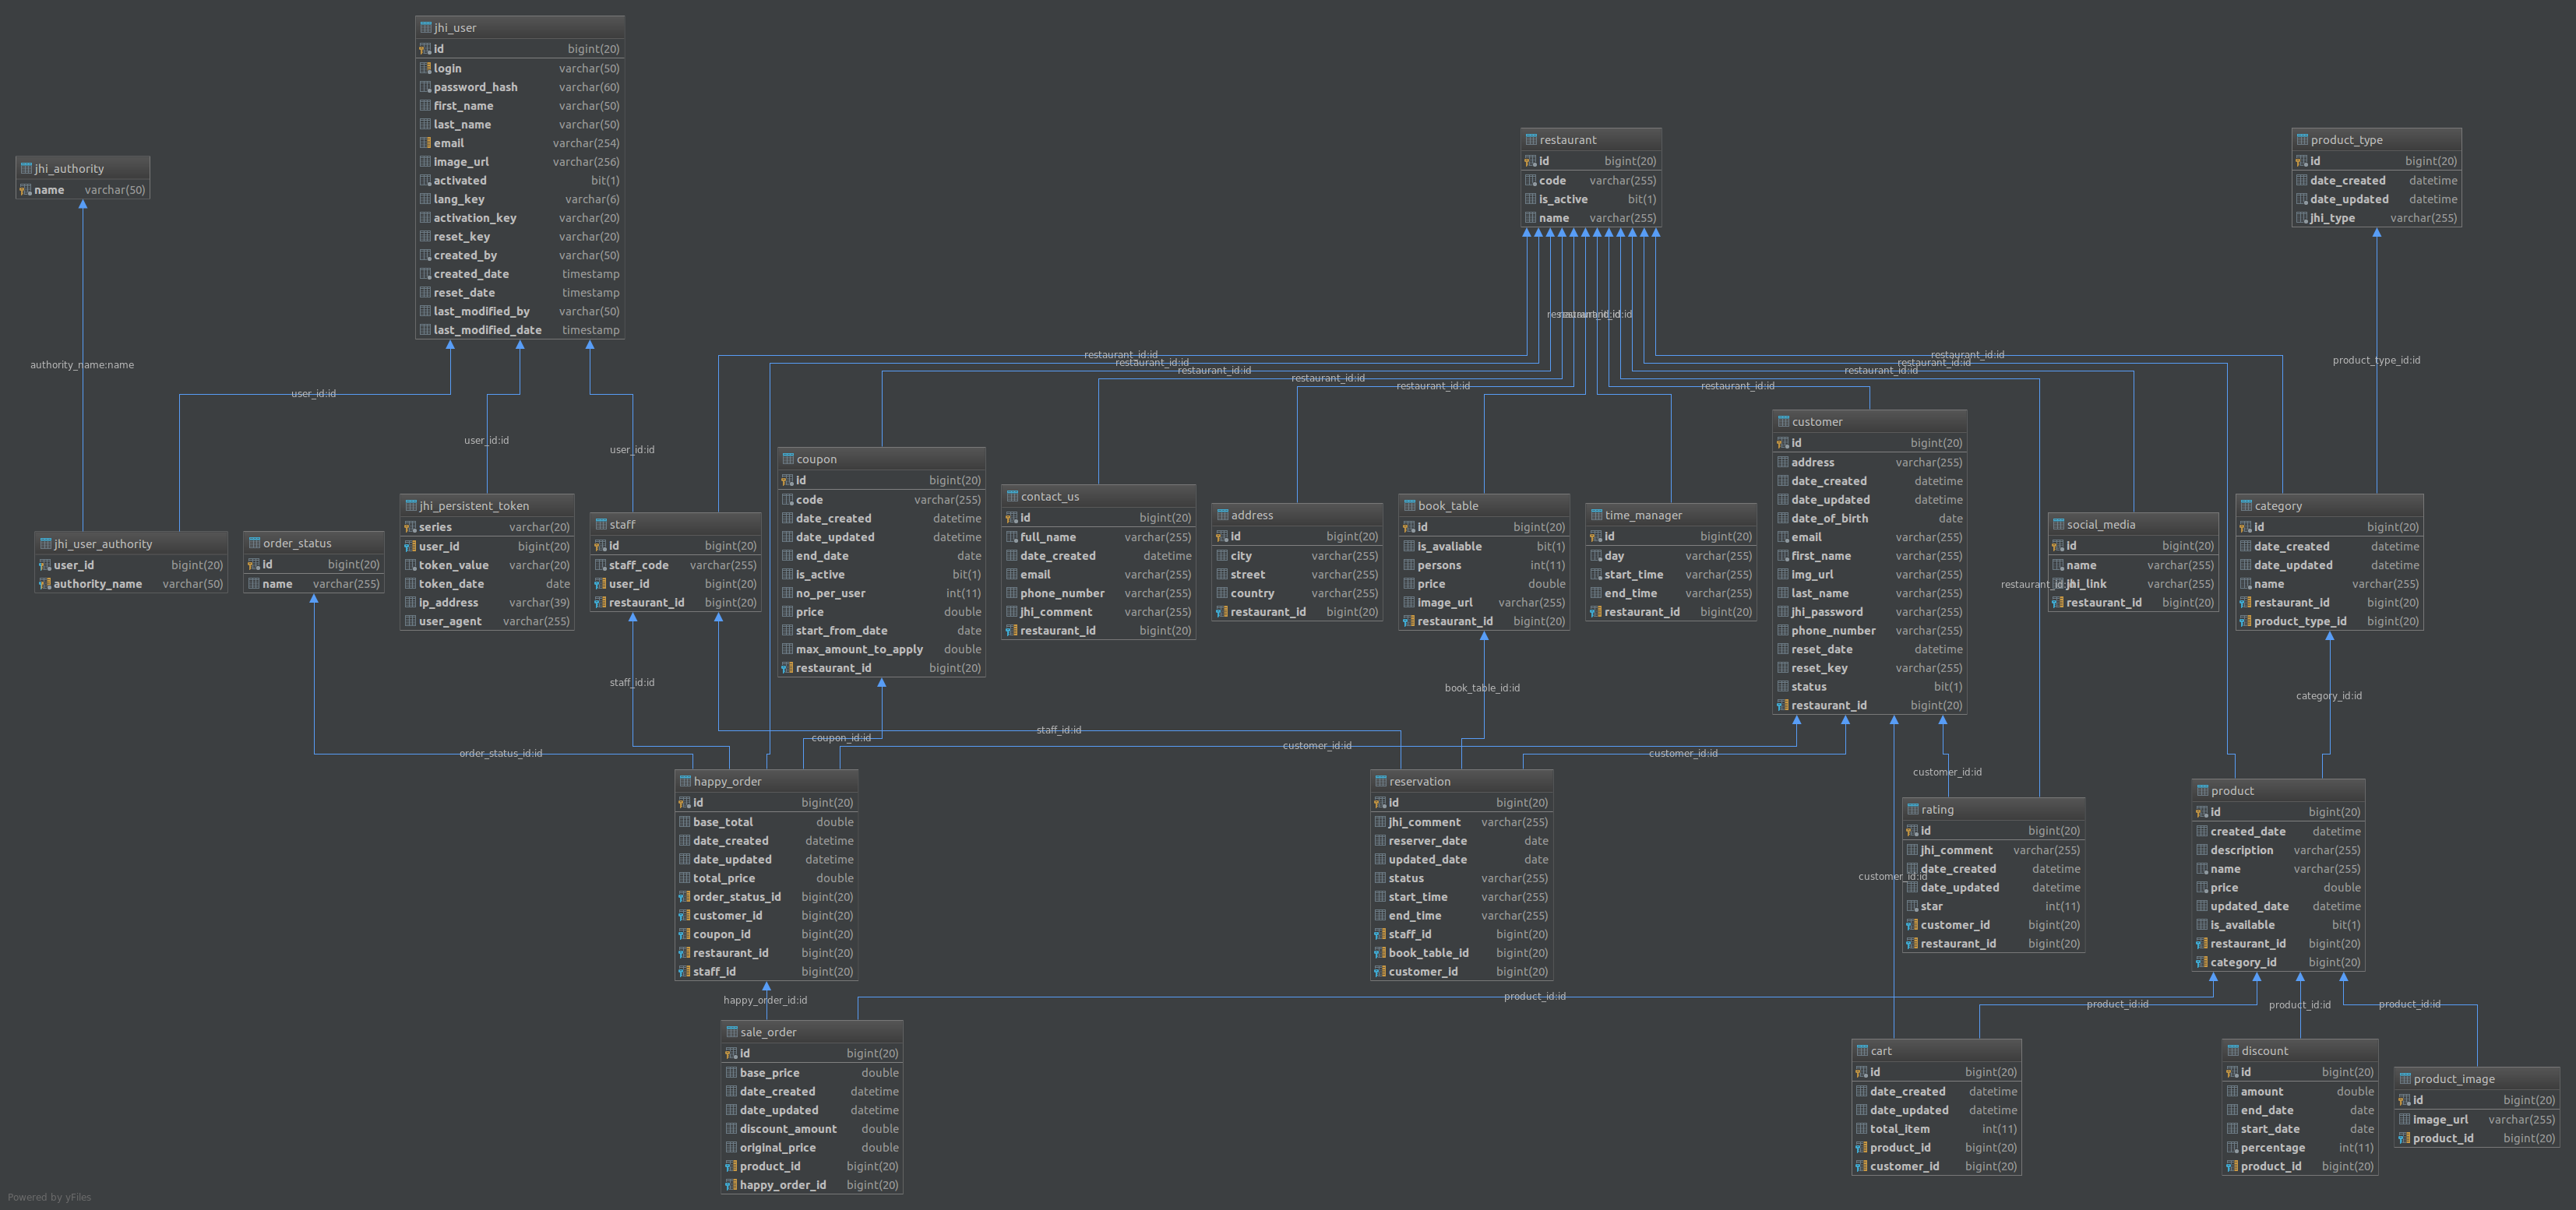 jhi_user
id bigint(20)
login varchar(50)
password_hash varchar(60)
first_name varchar(50)
last_name varchar(50)
email varchar(254)
image_url varchar(256)
activated bit(1)
lang_key varchar(6)
activation_key varchar(20)
reset_key varchar(20)
created_by varchar(50)
created_date timestamp
reset_date timestamp
last_modified_by varchar(50)
last_modified_date timestamp
restaurant
id bigint(20)
code varchar(255)
is_active bit(1)
name varchar(255)
product_type
id bigint(20)
date_created datetime
date_updated datetime
jhi_type varchar(255)
jhi_authority
name varchar(50)
authority_name:name
user_id:id
user_id:id
user_id:id
restaurant_id:id
restaurant_id:id
restaurant_id:id
restaurant_id:id
restaurant_id:id
restaurant_id:id
restaurant_id:id
restaurant_id:id
restaurant_id:id
product_type_id:id
jhi_user_authority
user_id bigint(20)
authority_name varchar(50)
order_status
id bigint(20)
name varchar(255)
jhi_persistent_token
series varchar(20)
user_id bigint(20)
token_value varchar(20)
token_date date
ip_address varchar(39)
user_agent varchar(255)
staff
id bigint(20)
staff_code varchar(255)
user_id bigint(20)
restaurant_id bigint(20)
coupon
id bigint(20)
code varchar(255)
date_created datetime
date_updated datetime
end_date date
is_active bit(1)
no_per_user int(11)
price double
start_from_date date
max_amount_to_apply double
restaurant_id bigint(20)
contact_us
id bigint(20)
full_name varchar(255)
date_created datetime
email varchar(255)
phone_number varchar(255)
jhi_comment varchar(255)
restaurant_id bigint(20)
address
id bigint(20)
city varchar(255)
street varchar(255)
country varchar(255)
restaurant_id bigint(20)
book_table
id bigint(20)
is_avaliable bit(1)
persons int(11)
price double
image_url varchar(255)
restaurant_id bigint(20)
time_manager
id bigint(20)
day varchar(255)
start_time varchar(255)
end_time varchar(255)
restaurant_id bigint(20)
customer
id bigint(20)
address varchar(255)
date_created datetime
date_updated datetime
date_of_birth date
email varchar(255)
first_name varchar(255)
img_url varchar(255)
last_name varchar(255)
jhi_password varchar(255)
phone_number varchar(255)
reset_date datetime
reset_key varchar(255)
status bit(1)
restaurant_id bigint(20)
social_media
id bigint(20)
name varchar(255)
jhi_link varchar(255)
restaurant_id bigint(20)
category
id bigint(20)
date_created datetime
date_updated datetime
name varchar(255)
restaurant_id bigint(20)
product_type_id bigint(20)
staff_id:id
book_table_id:id
category_id:id
staff_id:id
coupon_id:id
order_status_id:id
customer_id:id
customer_id:id
customer_id:id
customer_id:id
happy_order
id bigint(20)
base_total double
date_created datetime
date_updated datetime
total_price double
order_status_id bigint(20)
customer_id bigint(20)
coupon_id bigint(20)
restaurant_id bigint(20)
staff_id bigint(20)
reservation
id bigint(20)
jhi_comment varchar(255)
reserver_date date
updated_date date
status varchar(255)
start_time varchar(255)
end_time varchar(255)
staff_id bigint(20)
book_table_id bigint(20)
customer_id bigint(20)
rating
id bigint(20)
jhi_comment varchar(255)
date_created datetime
date_updated datetime
star int(11)
customer_id bigint(20)
restaurant_id bigint(20)
product
id bigint(20)
created_date datetime
description varchar(255)
name varchar(255)
price double
updated_date datetime
is_available bit(1)
restaurant_id bigint(20)
category_id bigint(20)
happy_order_id:id
product_id:id
product_id:id
product_id:id
product_id:id
sale_order
id bigint(20)
base_price double
date_created datetime
date_updated datetime
discount_amount double
original_price double
product_id bigint(20)
happy_order_id bigint(20)
cart
id bigint(20)
date_created datetime
date_updated datetime
total_item int(11)
product_id bigint(20)
customer_id bigint(20)
discount
id bigint(20)
amount double
end_date date
start_date date
percentage int(11)
product_id bigint(20)
product_image
id bigint(20)
image_url varchar(255)
product_id bigint(20)
Powered by yFiles